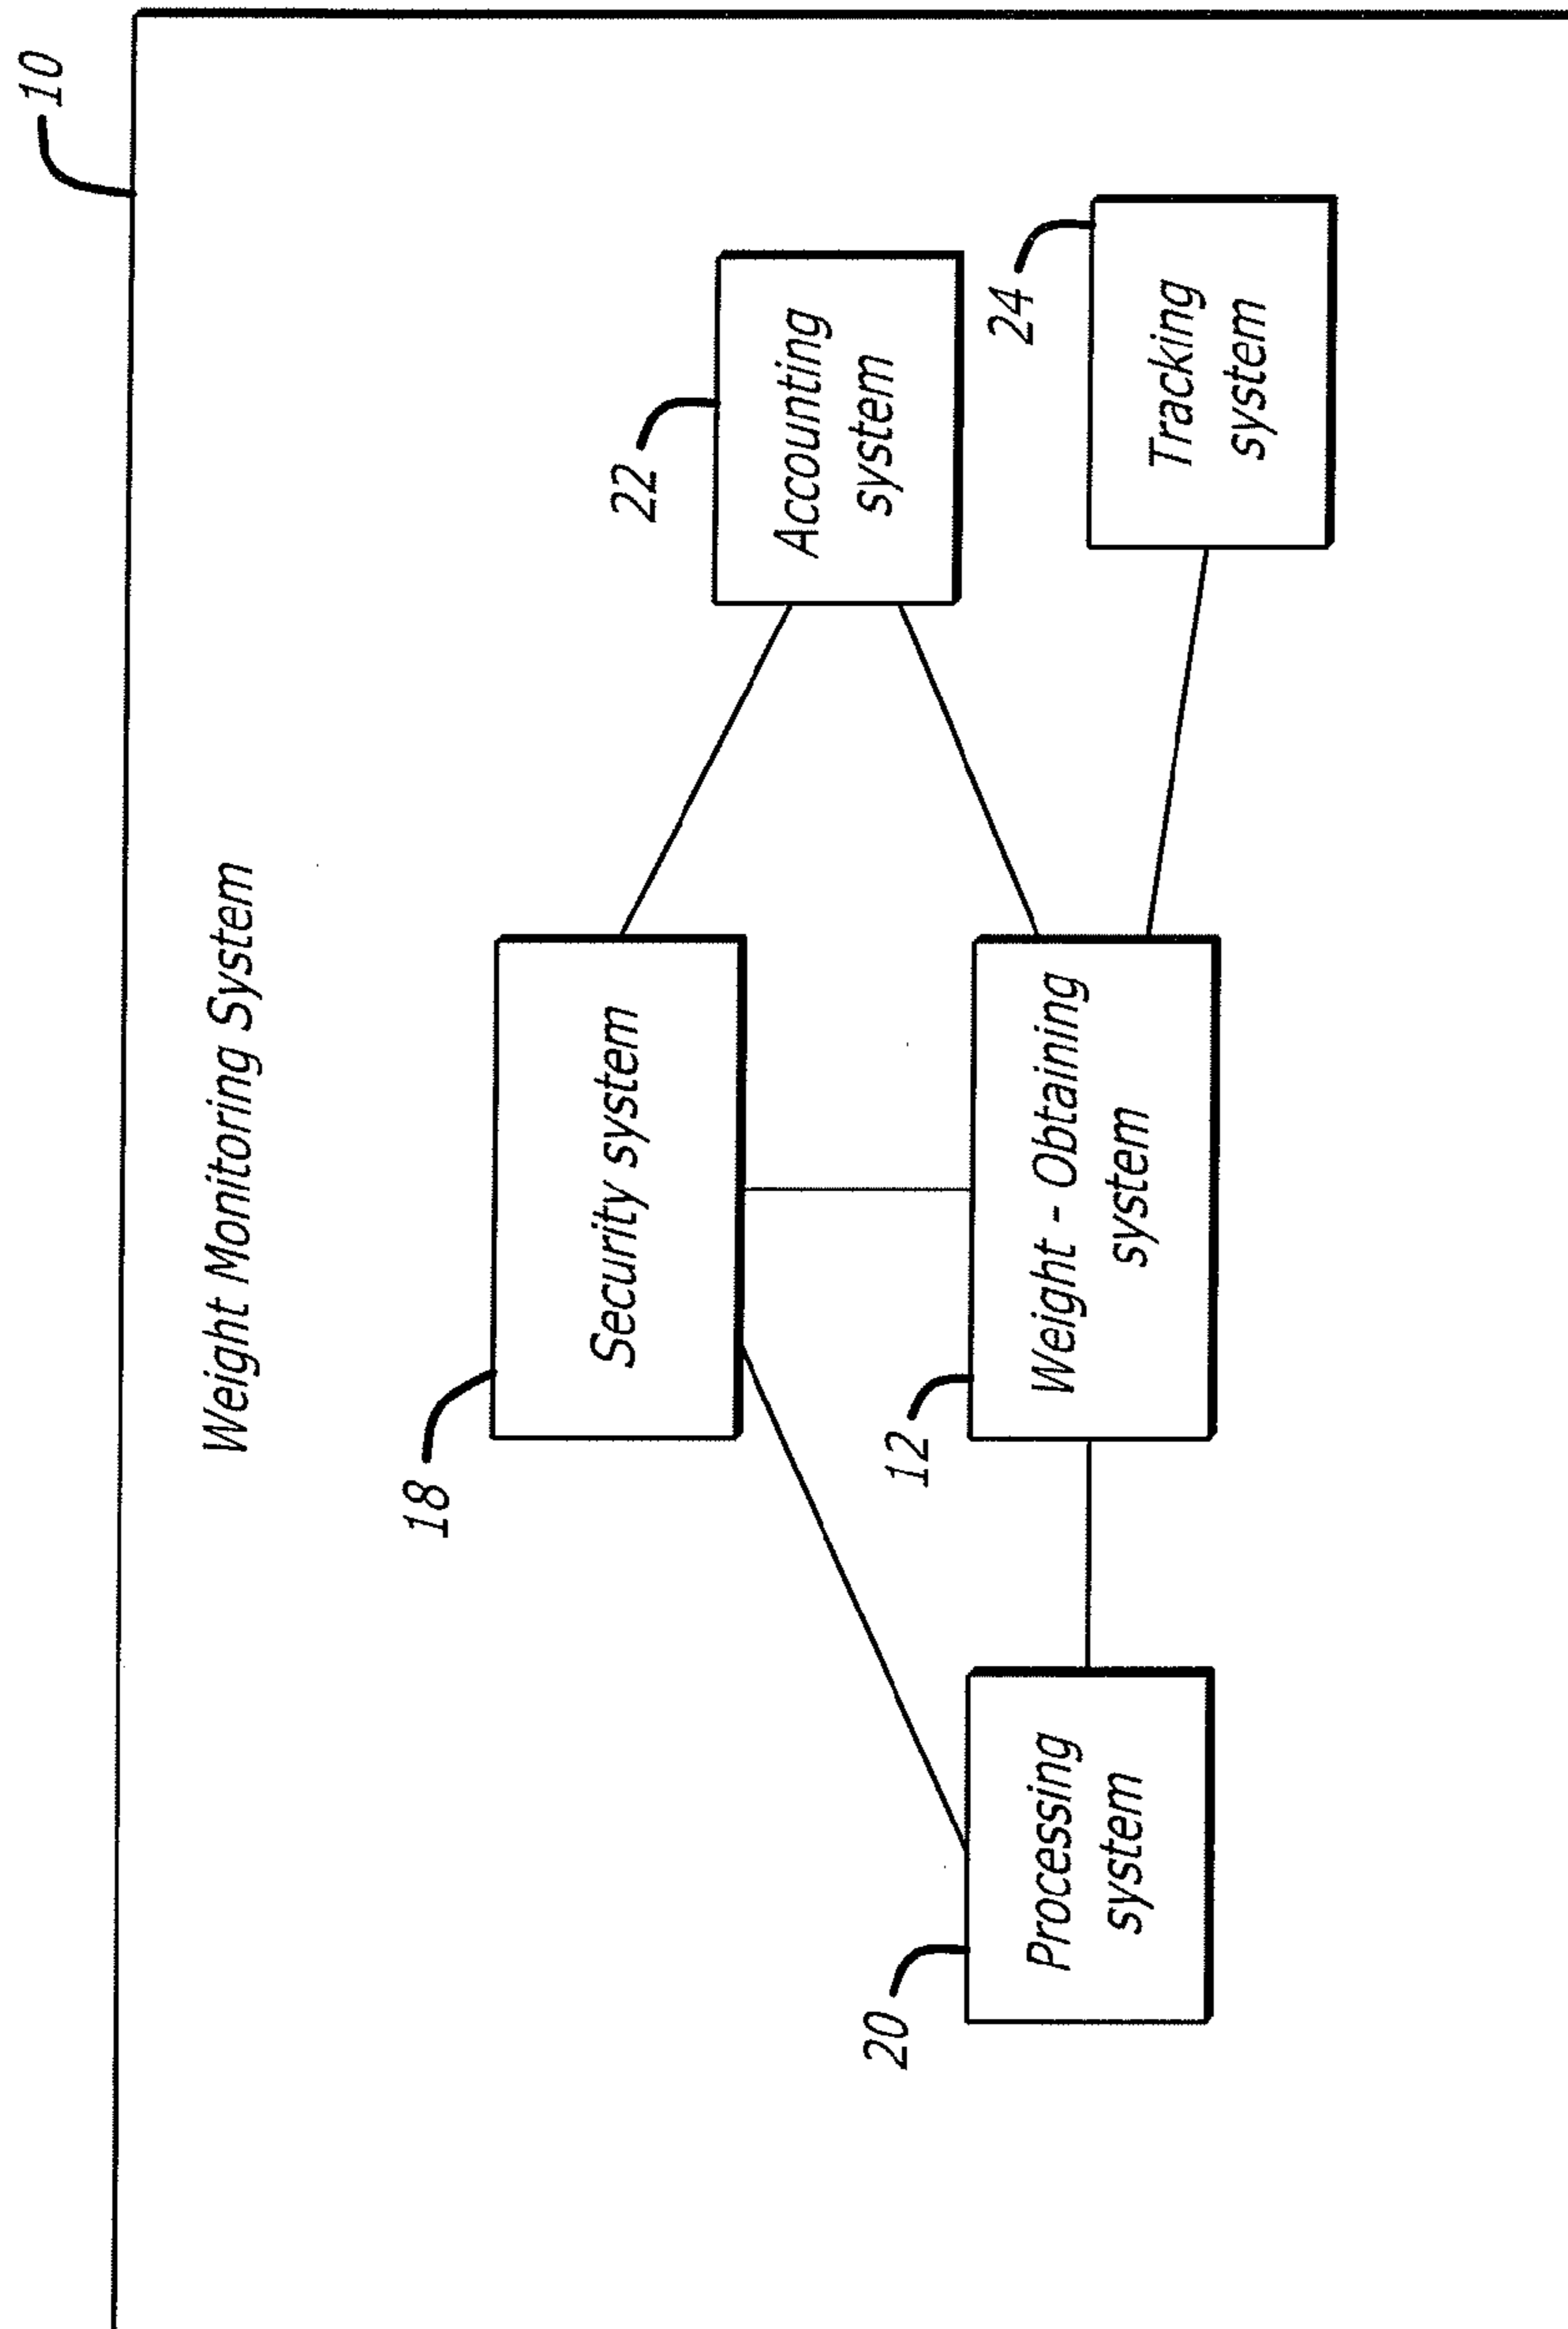 10
Weight Monitoring System
18
Security system
22
Accounting
system
24
Tracking
system
12
Weight - Obtaining
system
20
Processing
system